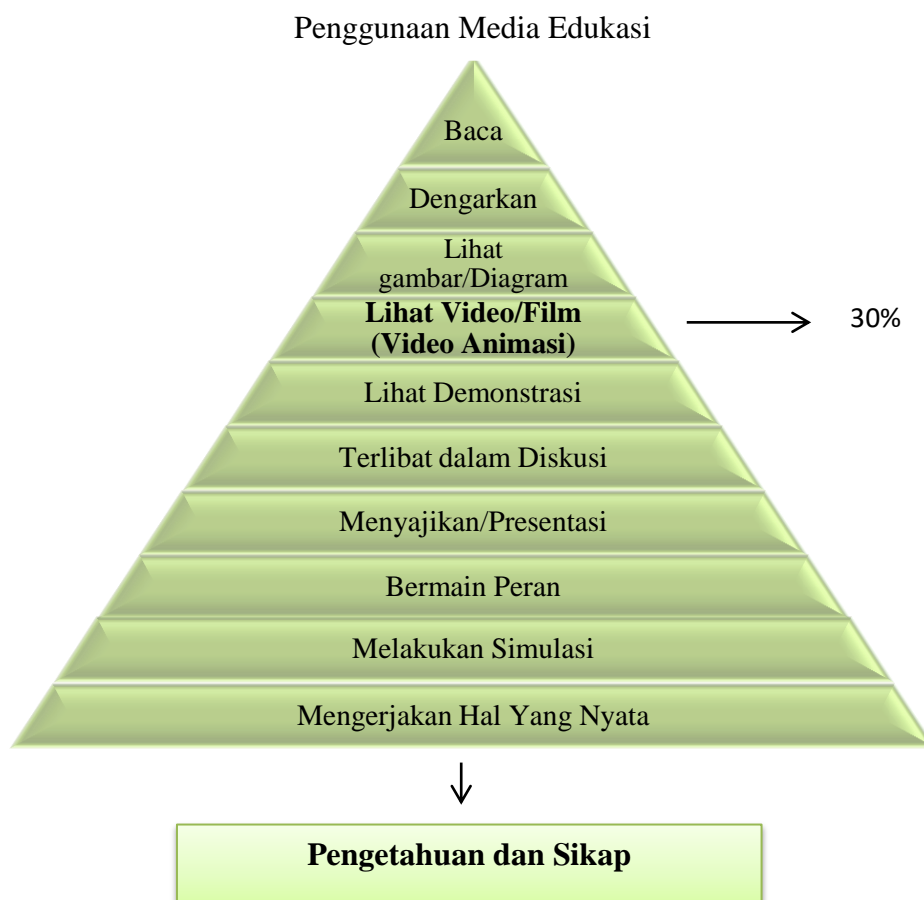 Penggunaan Media Edukasi
Baca
Dengarkan
Lihat
gambar/Diagram
Lihat Video/Film
(Video Animasi)
30%
Lihat Demonstrasi
Terlibat dalam Diskusi
Menyajikan/Presentasi
Bermain Peran
Melakukan Simulasi
Mengerjakan Hal Yang Nyata
Pengetahuan dan Sikap